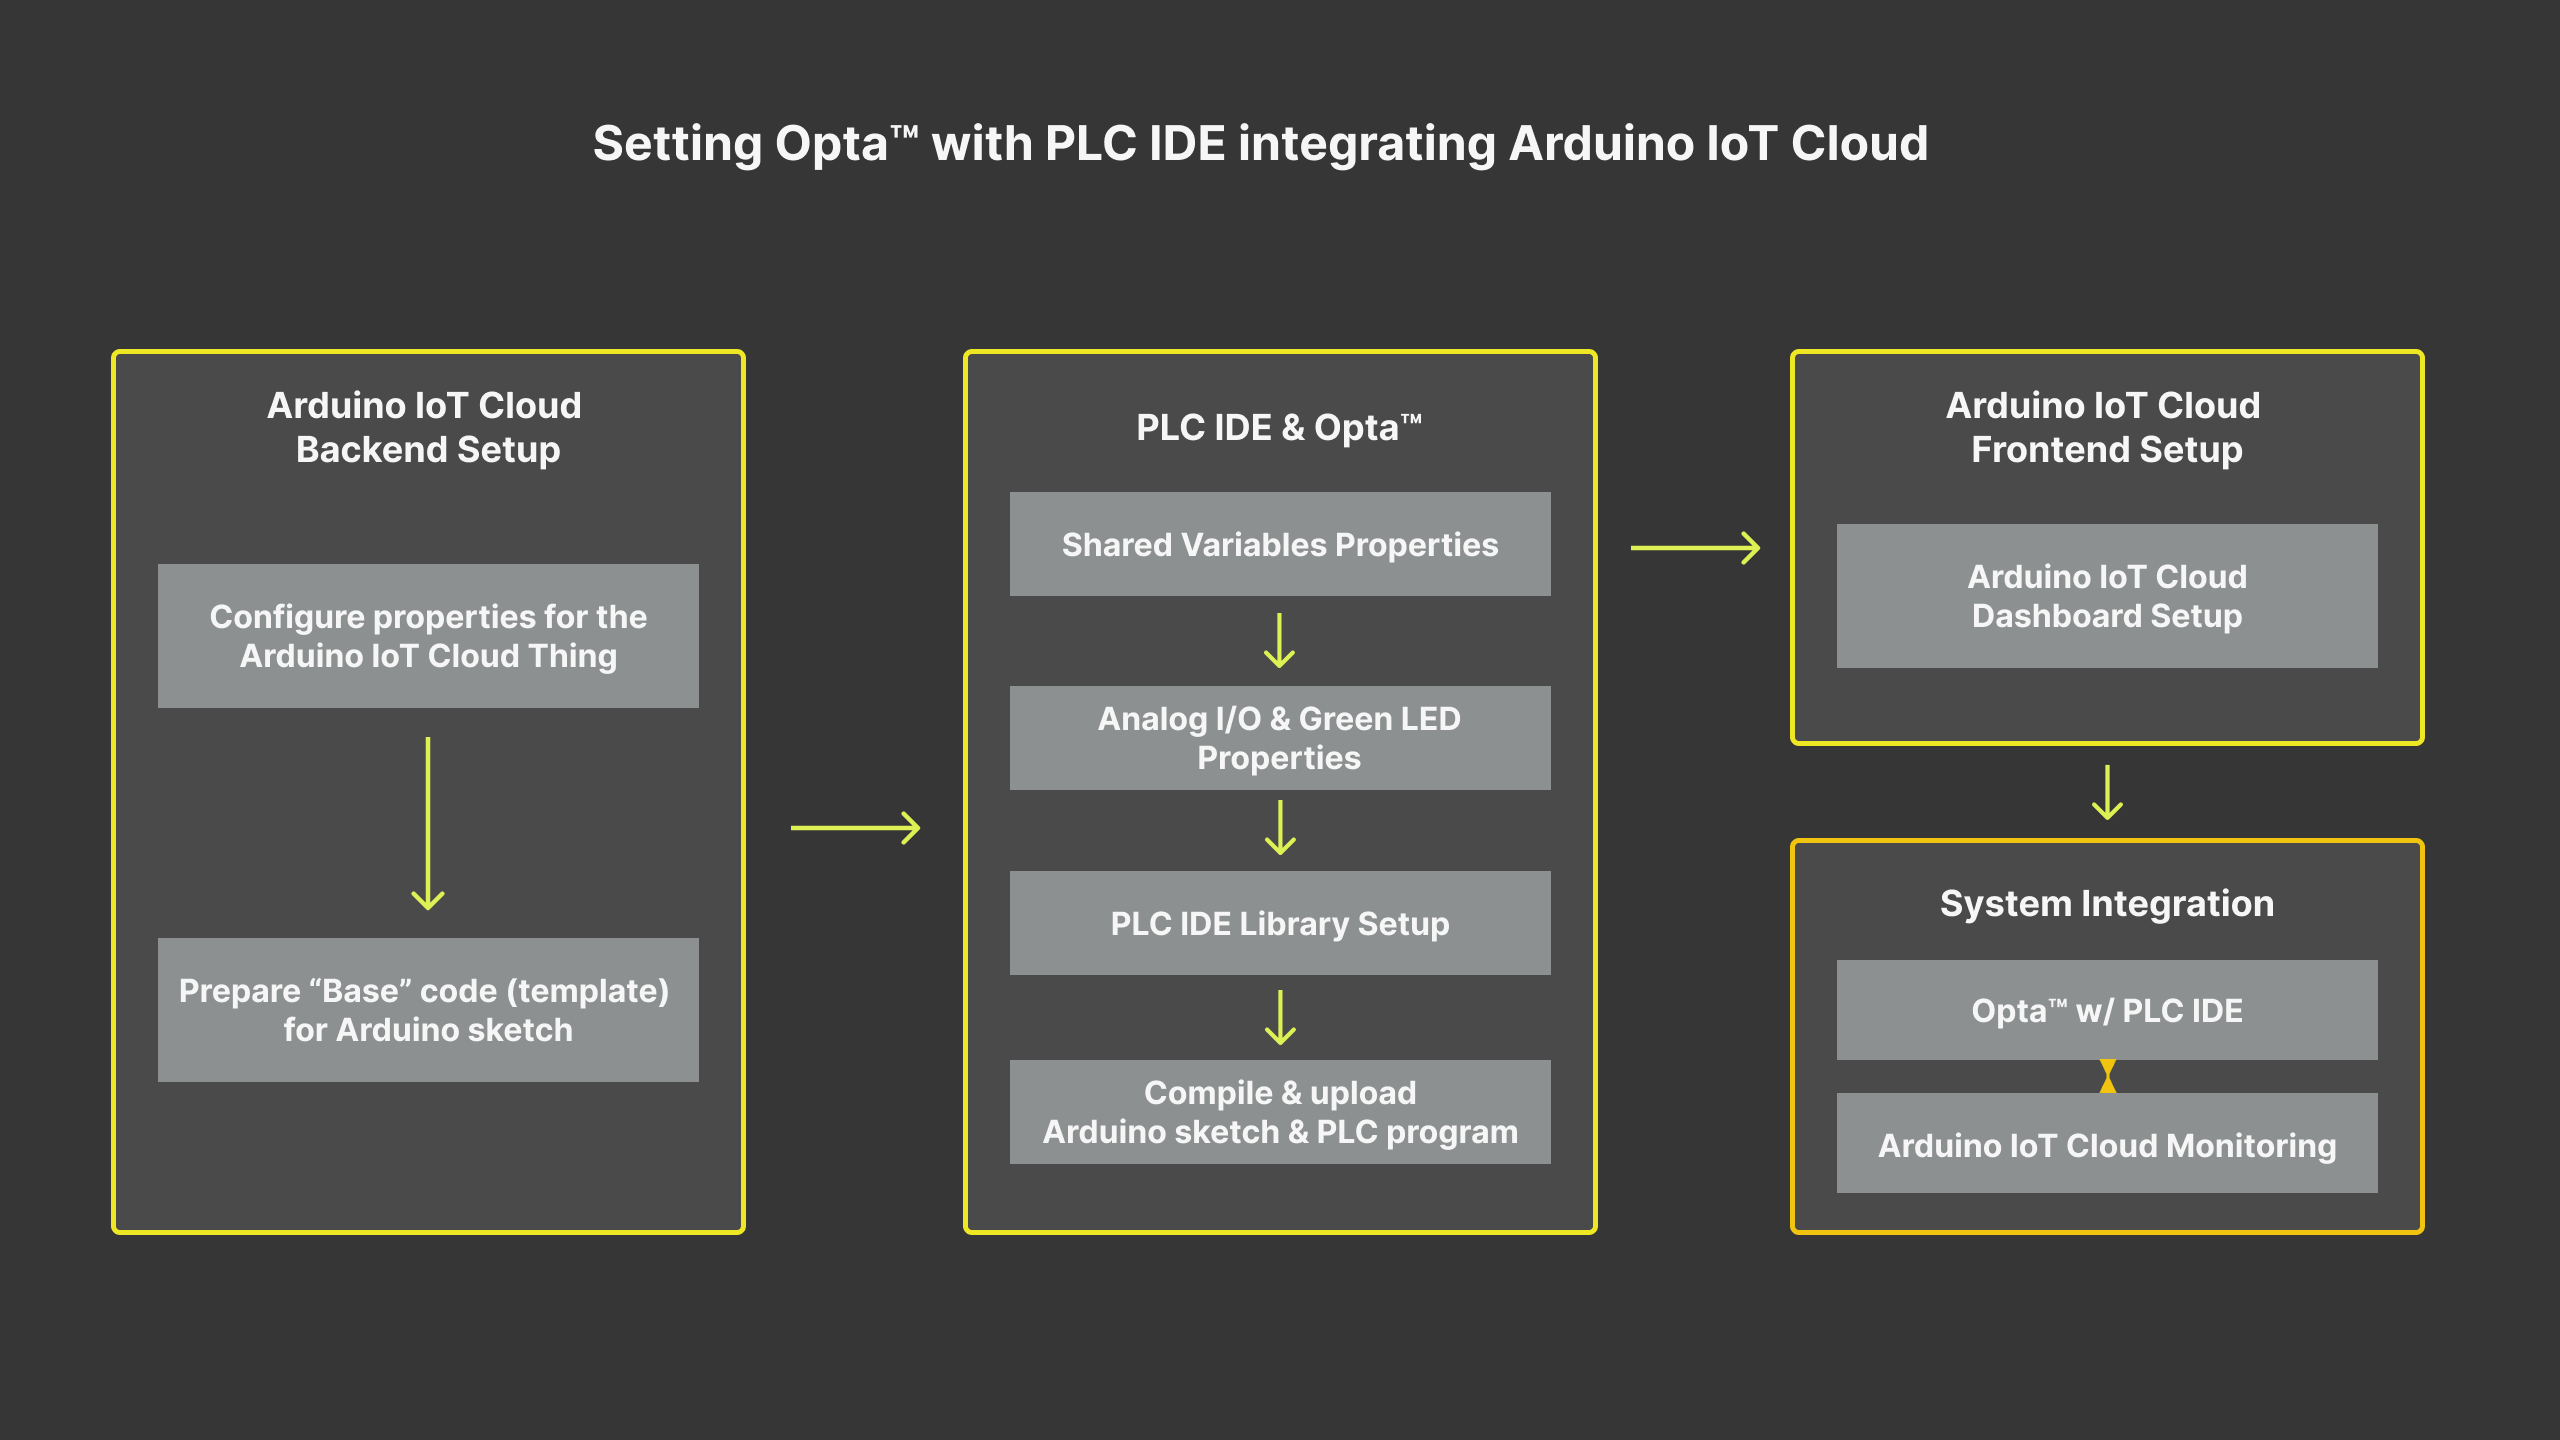 Setting Opta™ with PLC IDE integrating Arduino IoT Cloud
Arduino IoT Cloud
Backend Setup
Configure properties for the
Arduino IoT Cloud Thing
Prepare “Base” code (template)
for Arduino sketch
PLC IDE & Opta™
Shared Variables Properties
Analog I/O & Green LED
Properties
PLC IDE Library Setup
Compile & upload
Arduino sketch & PLC program
Arduino IoT Cloud
Frontend Setup
Arduino IoT Cloud
Dashboard Setup
System Integration
Opta™ w/ PLC IDE
Arduino IoT Cloud Monitoring